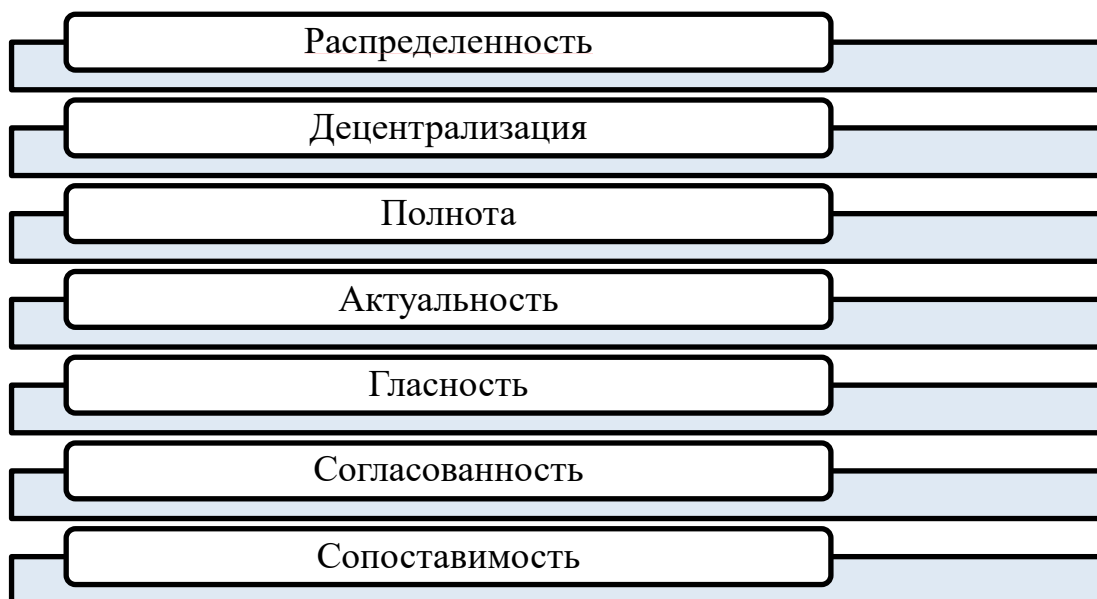 Распределенность
Децентрализация
Полнота
Актуальность
Гласность
Согласованность
Сопоставимость